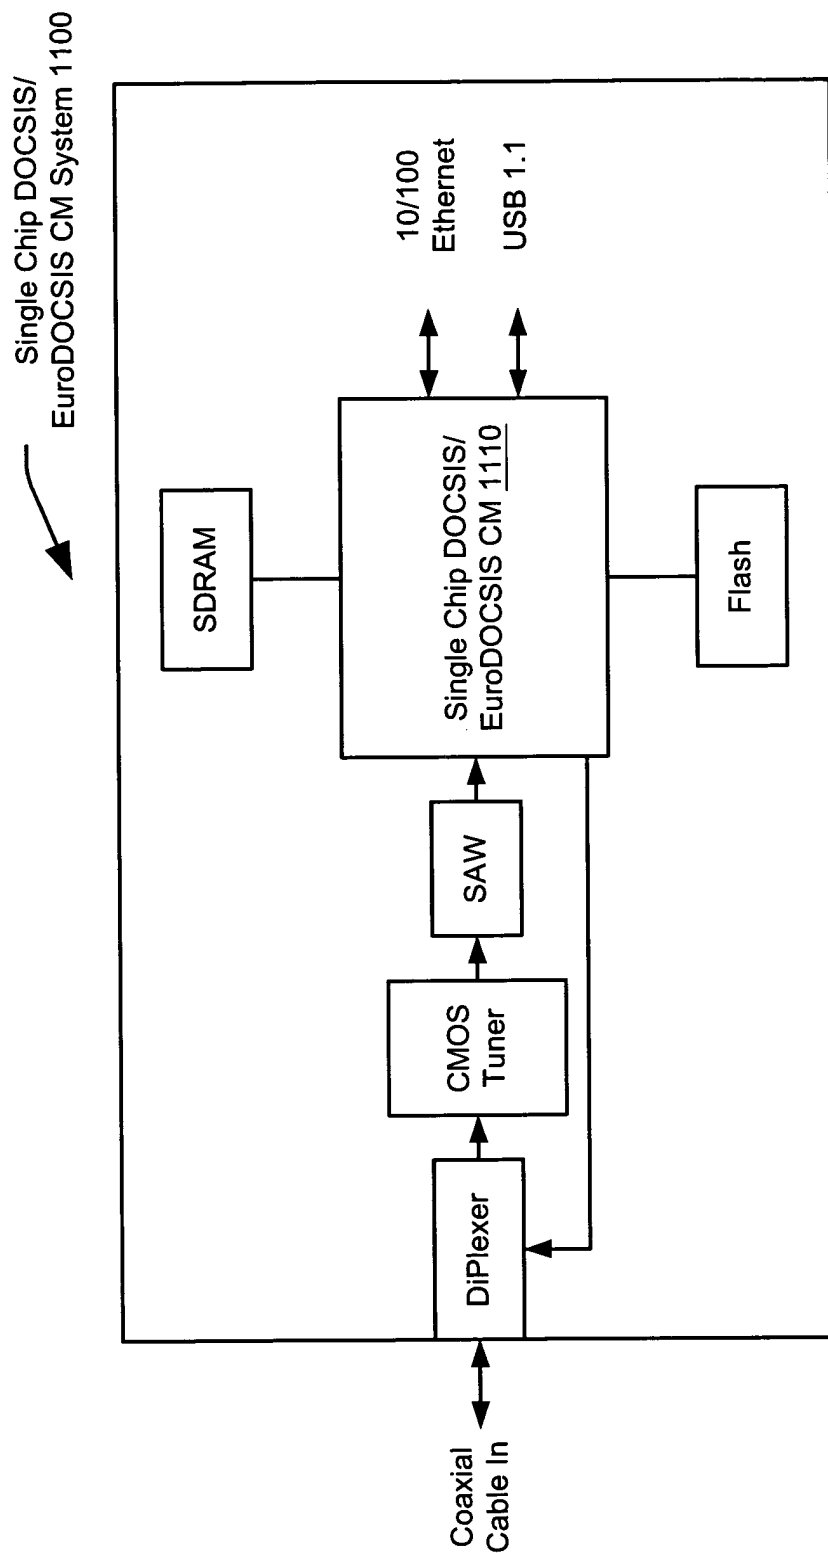 Single Chip DOCSIS/
EuroDOCSIS CM System 1100
SDRAM
10/100
Ethernet
USB 1.1
Single Chip DOCSIS/
EuroDOCSIS CM 1110
Coaxial
Cable In
DiPlexer
CMOS
Tuner
SAW
Flash